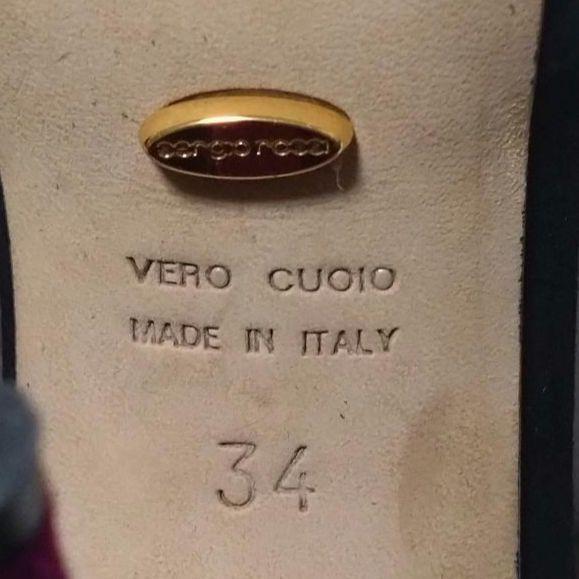 sergio rossi
VERO CUOIO
MADE IN ITALY
34